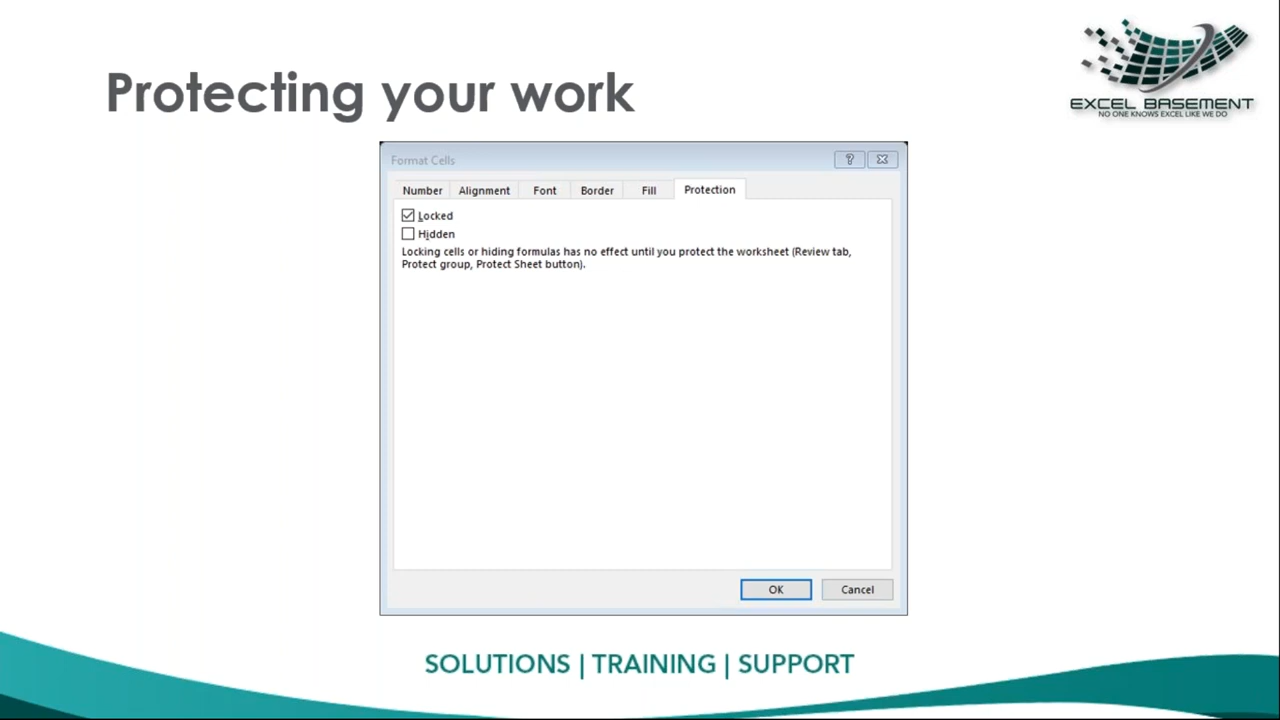 Protecting your work
EXCEL BASEMENT
NO ONE KNOWS EXCEL LIKE WE DO
Format Cells
?
Number Alignment Font Border Fill Protection
Locked
Hidden
Locking cells or hiding formulas has no effect until you protect the worksheet (Review tab,
Protect group, Protect Sheet button).
OK Cancel
SOLUTIONS | TRAINING | SUPPORT